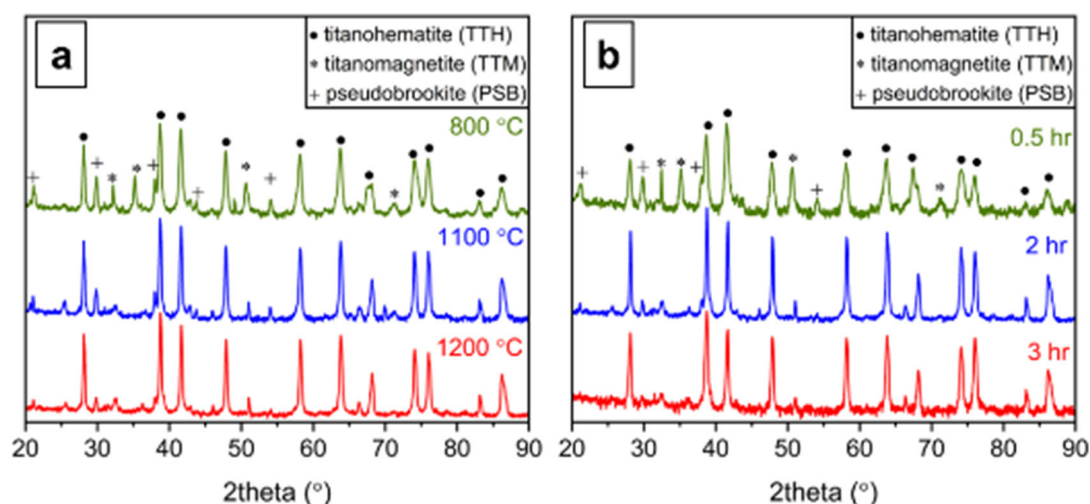 a
• titanohematite (TTH)
* titanomagnetite (TTM)
+ pseudobrookite (PSB)
800 °C
1100 °C
1200 °C
20 30 40 50 60 70 80 90
2theta (°)
b
• titanohematite (TTH)
* titanomagnetite (TTM)
+ pseudobrookite (PSB)
0.5 hr
2 hr
3 hr
20 30 40 50 60 70 80 90
2theta (°)